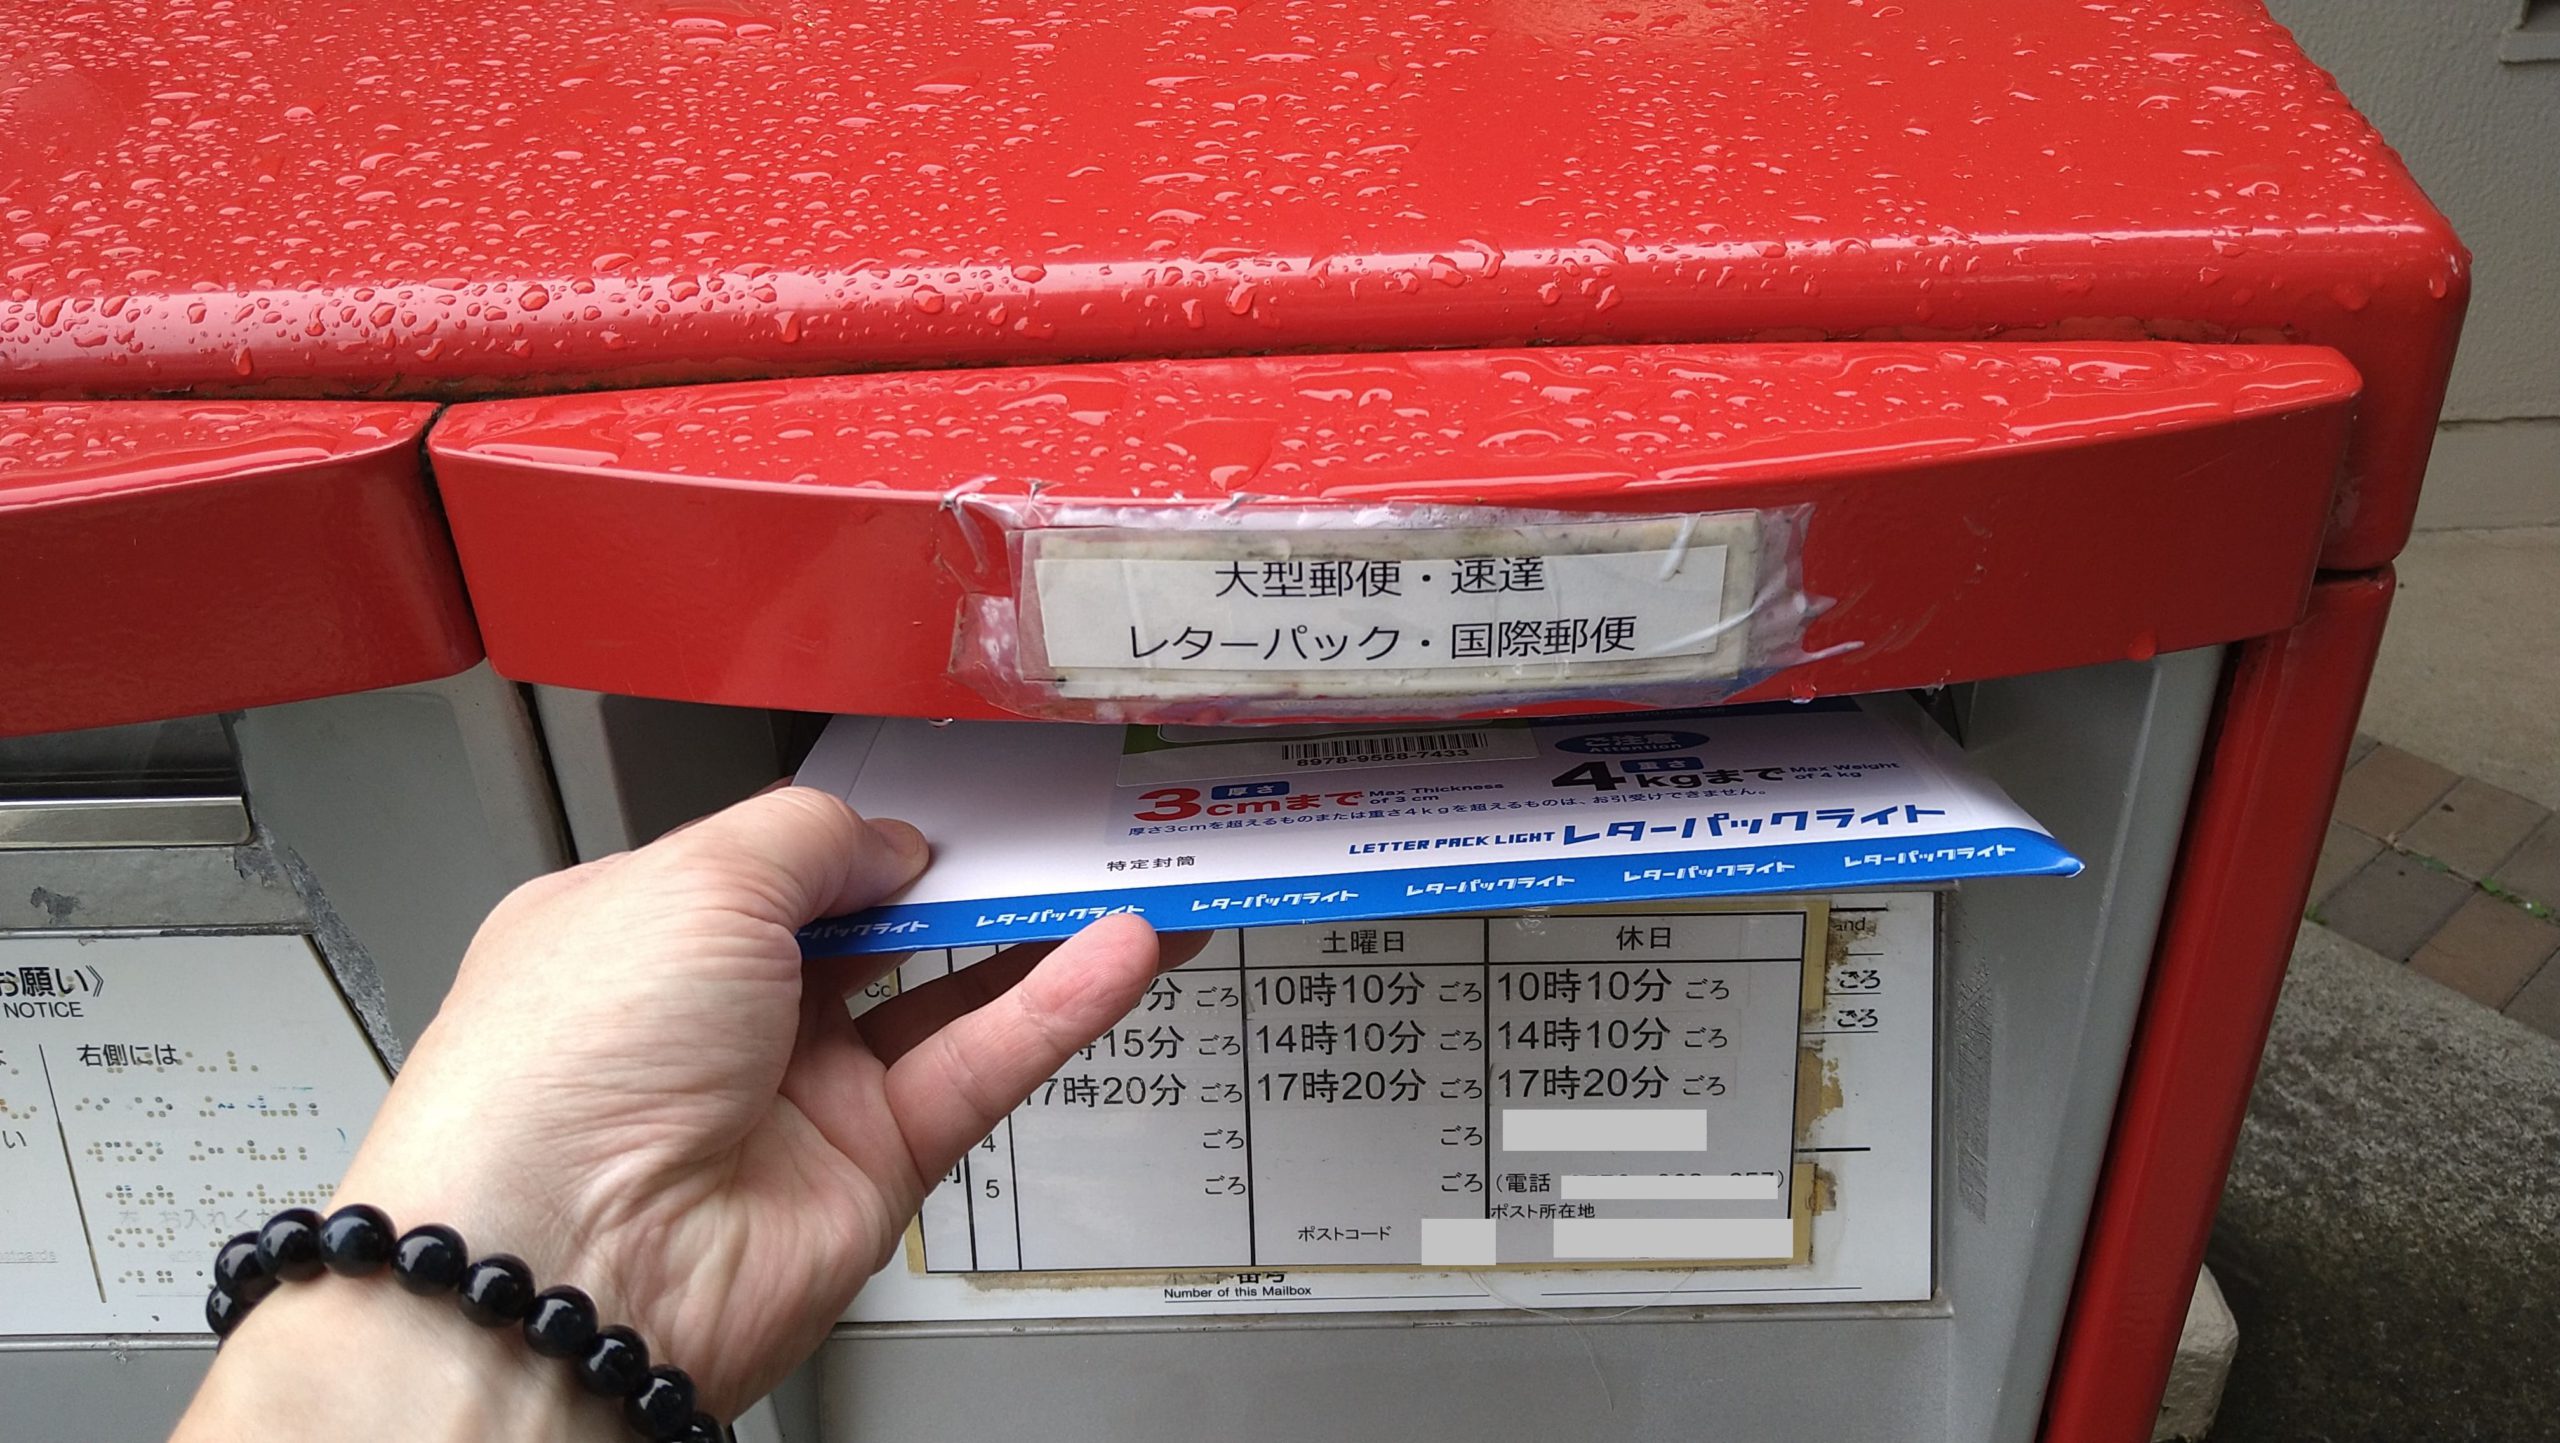 大型郵便・速達
レターパック・国際郵便
8978-9558-7433
ご注意
Attention
厚さ
3cmまで Max Thickness of 3 cm
重さ
4kgまで Max Weight of 4 kg
厚さ3cmを超えるものまたは重さ4kgを超えるものは、お引受けできません。
特定封筒
LETTER PACK LIGHT レターパックライト
レターパックライト レターパックライト レターパックライト レターパックライト レターパックライト
お願い》
NOTICE
右側には
土曜日 休日
and
分 ごろ 10時10分 ごろ 10時10分 ごろ
ごろ
時15分 ごろ 14時10分 ごろ 14時10分 ごろ
ごろ
17時20分 ごろ 17時20分 ごろ 17時20分 ごろ
4 ごろ ごろ
5 ごろ ごろ (電話 )
ポスト所在地
ポストコード
Number of this Mailbox